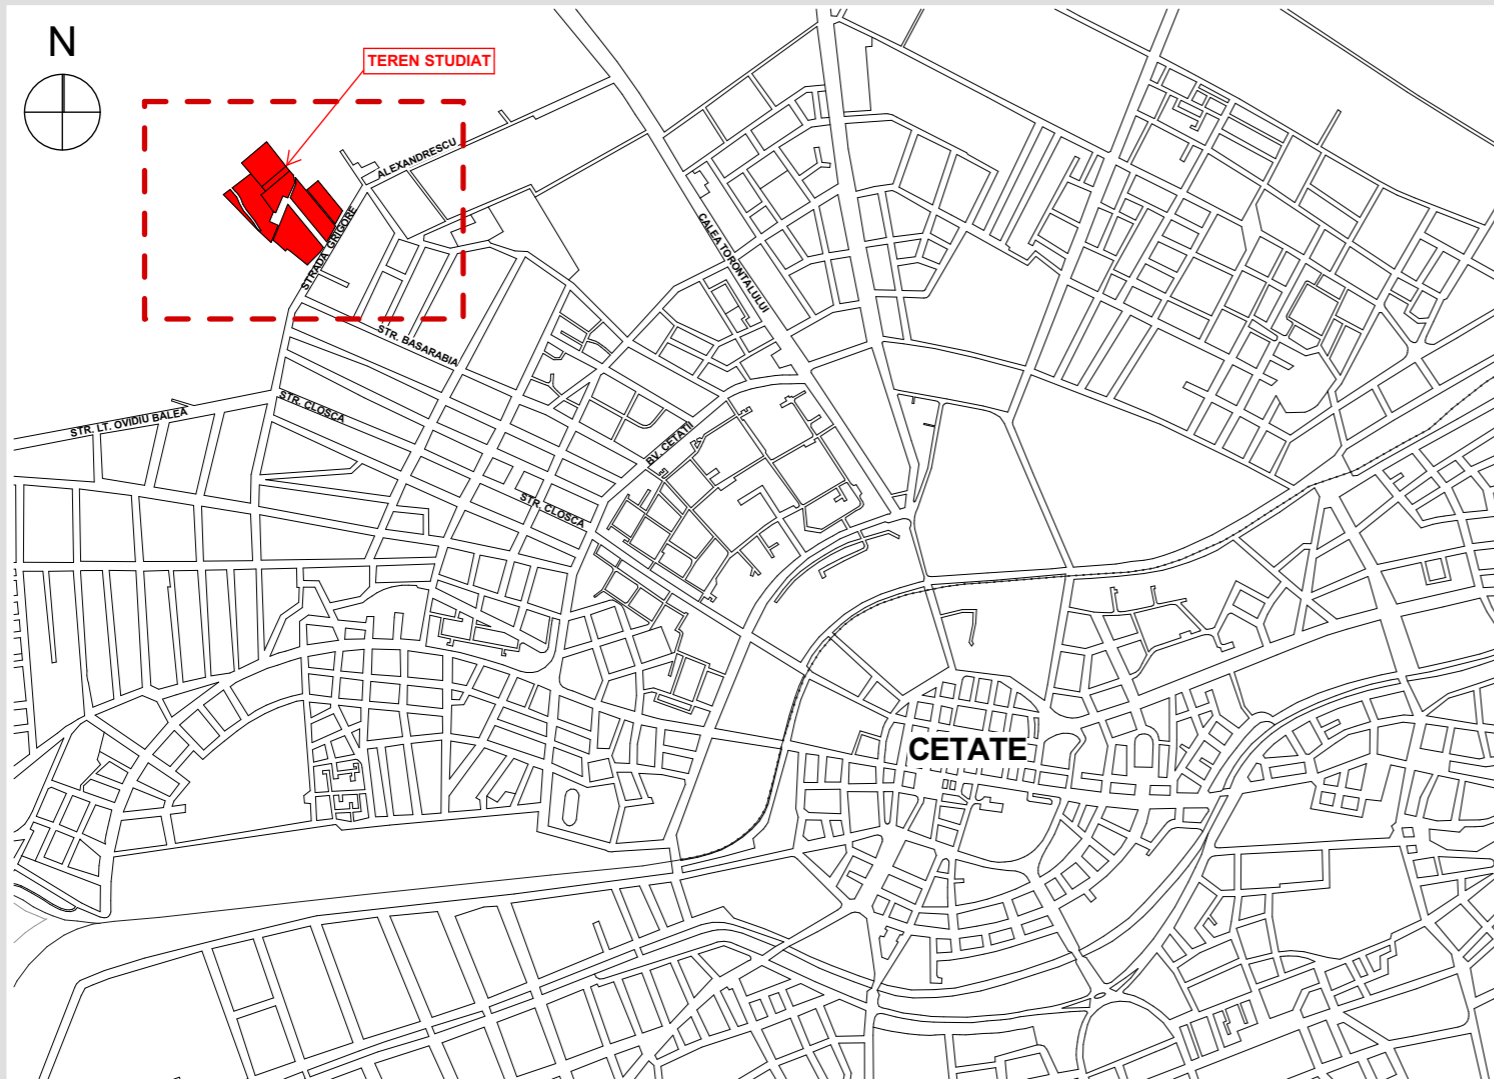 N
TEREN STUDIAT
ALEXANDRESCU
STRADA GRIGORE
CALEA TORONTALULUI
STR. BASARABIA
STR. CLOSCA
STR. LT. OVIDIU BALEA
BV. CETATII
STR. CLOSCA
CETATE